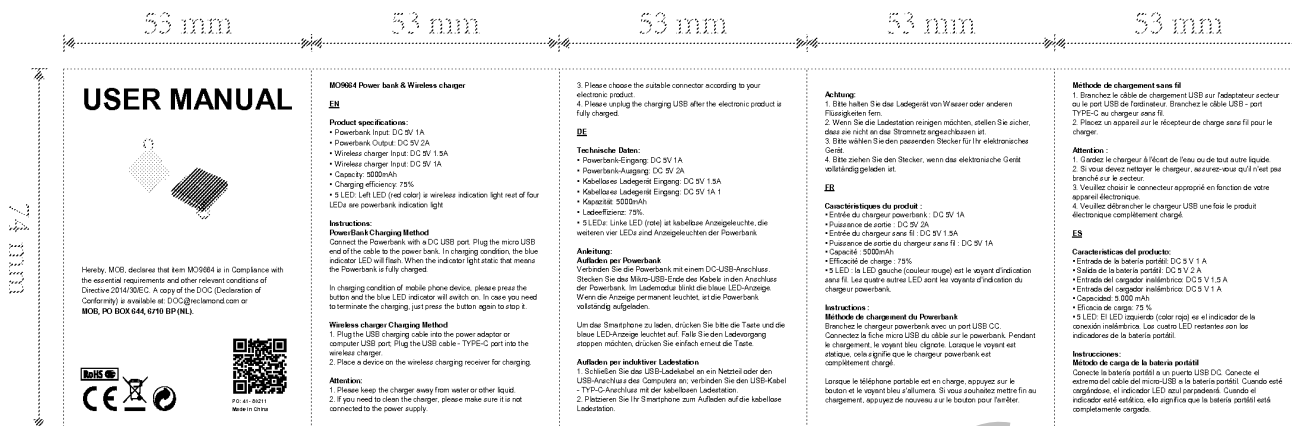 53 mm
53 mm
53 mm
53 mm
53 mm
74 mm
USER MANUAL
Hereby, MOB, declares that item MO9664 is in Compliance with
the essential requirements and other relevant conditions of
Directive 2014/30/EC. A copy of the DOC (Declaration of
Conformity) is available at: DOC@reclamond.com or
MOB, PO BOX 644, 6710 BP (NL).
RoHS
CE
PO: 41-80211
Made in China
MO9664 Power bank & Wireless charger
EN
Product specifications:
• Powerbank Input: DC 5V 1A
• Powerbank Output: DC 5V 2A
• Wireless charger Input: DC 5V 1.5A
• Wireless charger Input: DC 5V 1A
• Capacity: 5000mAh
• Charging efficiency: 75%
• 5 LED: Left LED (red color) is wireless indication light rest of four
LEDs are powerbank indication light
Instructions:
PowerBank Charging Method
Connect the Powerbank with a DC USB port. Plug the micro USB
end of the cable to the power bank. In charging condition, the blue
indicator LED will flash. When the indicator light static that means
the Powerbank is fully charged.
In charging condition of mobile phone device, please press the
button and the blue LED indicator will switch on. In case you need
to terminate the charging, just press the button again to stop it.
Wireless charger Charging Method
1. Plug the USB charging cable into the power adaptor or
computer USB port; Plug the USB cable - TYPE-C port into the
wireless charger.
2. Place a device on the wireless charging receiver for charging.
Attention:
1. Please keep the charger away from water or other liquid.
2. If you need to clean the charger, please make sure it is not
connected to the power supply.
3. Please choose the suitable connector according to your
electronic product.
4. Please unplug the charging USB after the electronic product is
fully charged.
DE
Technische Daten:
• Powerbank-Eingang: DC 5V 1A
• Powerbank-Ausgang: DC 5V 2A
• Kabelloses Ladegerät Eingang: DC 5V 1.5A
• Kabelloses Ladegerät Eingang: DC 5V 1A 1
• Kapazität: 5000mAh
• Ladeeffizienz: 75%.
• 5 LEDs: Linke LED (rote) ist kabellose Anzeigeleuchte, die
weiteren vier LEDs sind Anzeigeleuchten der Powerbank
Anleitung:
Aufladen per Powerbank
Verbinden Sie die Powerbank mit einem DC-USB-Anschluss.
Stecken Sie das Mikro-USB-Ende des Kabels in den Anschluss
der Powerbank. Im Lademodus blinkt die blaue LED-Anzeige.
Wenn die Anzeige permanent leuchtet, ist die Powerbank
vollständig aufgeladen.
Um das Smartphone zu laden, drücken Sie bitte die Taste und die
blaue LED-Anzeige leuchtet auf. Falls Sie den Ladevorgang
stoppen möchten, drücken Sie einfach erneut die Taste.
Aufladen per induktiver Ladestation
1. Schließen Sie das USB-Ladekabel an ein Netzteil oder den
USB-Anschluss des Computers an; verbinden Sie den USB-Kabel
- TYP-C-Anschluss mit der kabellosen Ladestation.
2. Platzieren Sie Ihr Smartphone zum Aufladen auf die kabellose
Ladestation.
Achtung:
1. Bitte halten Sie das Ladegerät von Wasser oder anderen
Flüssigkeiten fern.
2. Wenn Sie die Ladestation reinigen möchten, stellen Sie sicher,
dass sie nicht an das Stromnetz angeschlossen ist.
3. Bitte wählen Sie den passenden Stecker für Ihr elektronisches
Gerät.
4. Bitte ziehen Sie den Stecker, wenn das elektronische Gerät
vollständig geladen ist.
FR
Caractéristiques du produit :
• Entrée du chargeur powerbank : DC 5V 1A
• Puissance de sortie : DC 5V 2A
• Entrée du chargeur sans fil : DC 5V 1.5A
• Puissance de sortie du chargeur sans fil : DC 5V 1A
• Capacité : 5000mAh
• Efficacité de charge : 75%
• 5 LED : la LED gauche (couleur rouge) est le voyant d'indication
sans fil. Les quatre autres LED sont les voyants d'indication du
chargeur powerbank.
Instructions :
Méthode de chargement du Powerbank
Branchez le chargeur powerbank avec un port USB CC.
Connectez la fiche micro USB du câble sur le powerbank. Pendant
le chargement, le voyant bleu clignote. Lorsque le voyant est
statique, cela signifie que le chargeur powerbank est
complètement chargé.
Lorsque le téléphone portable est en charge, appuyez sur le
bouton et le voyant bleu s'allumera. Si vous souhaitez mettre fin au
chargement, appuyez de nouveau sur le bouton pour l'arrêter.
Méthode de chargement sans fil
1. Branchez le câble de chargement USB sur l'adaptateur secteur
ou le port USB de l'ordinateur. Branchez le câble USB - port
TYPE-C au chargeur sans fil.
2. Placez un appareil sur le récepteur de charge sans fil pour le
charger.
Attention :
1. Gardez le chargeur à l'écart de l'eau ou de tout autre liquide.
2. Si vous devez nettoyer le chargeur, assurez-vous qu'il n'est pas
branché sur le secteur.
3. Veuillez choisir le connecteur approprié en fonction de votre
appareil électronique.
4. Veuillez débrancher le chargeur USB une fois le produit
électronique complètement chargé.
ES
Características del producto:
• Entrada de la batería portátil: DC 5 V 1 A
• Salida de la batería portátil: DC 5 V 2 A
• Entrada del cargador inalámbrico: DC 5 V 1,5 A
• Entrada del cargador inalámbrico: DC 5 V 1 A
• Capacidad: 5.000 mAh
• Eficacia de carga: 75 %
• 5 LED: El LED izquierdo (color rojo) es el indicador de la
conexión inalámbrica. Los cuatro LED restantes son los
indicadores de la batería portátil.
Instrucciones:
Método de carga de la batería portátil
Conecte la batería portátil a un puerto USB DC. Conecte el
extremo del cable del micro-USB a la batería portátil. Cuando esté
cargándose, el indicador LED azul parpadeará. Cuando el
indicador esté estático, ello significa que la batería portátil está
completamente cargada.